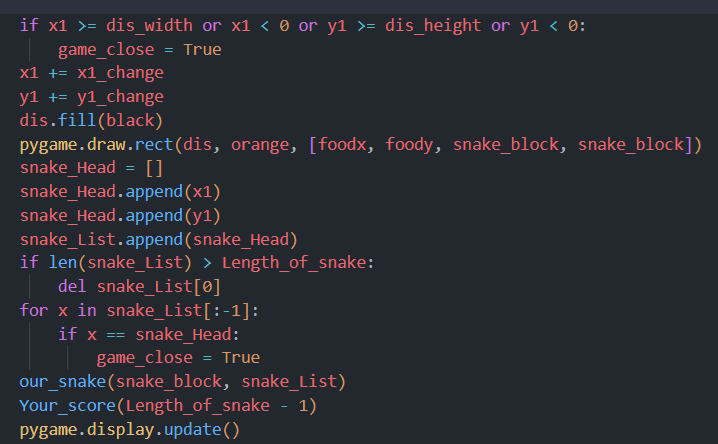 if x1 >= dis_width or x1 < 0 or y1 >= dis_height or y1 < 0:
    game_close = True
x1 += x1_change
y1 += y1_change
dis.fill(black)
pygame.draw.rect(dis, orange, [foodx, foody, snake_block, snake_block])
snake_Head = []
snake_Head.append(x1)
snake_Head.append(y1)
snake_List.append(snake_Head)
if len(snake_List) > Length_of_snake:
    del snake_List[0]
for x in snake_List[:-1]:
    if x == snake_Head:
        game_close = True
our_snake(snake_block, snake_List)
Your_score(Length_of_snake - 1)
pygame.display.update()